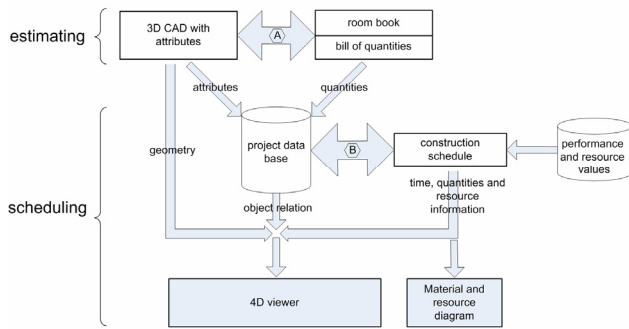 estimating
3D CAD with
attributes
A
room book
bill of quantities
attributes
quantities
scheduling
geometry
project data
base
B
construction
schedule
performance
and resource
values
object relation
time, quantities and
resource
information
4D viewer
Material and
resource
diagram